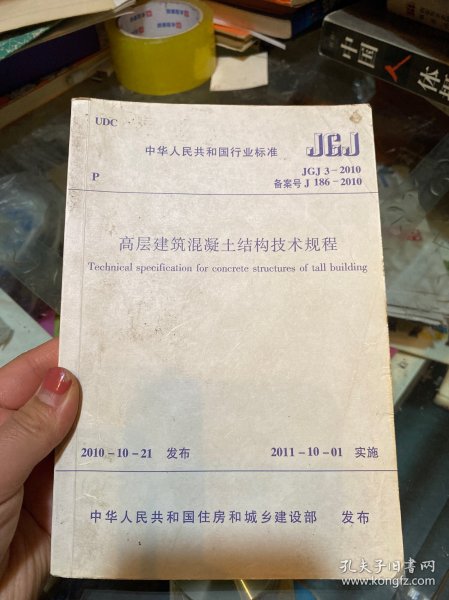 UDC
中华人民共和国行业标准
JGJ
P
JGJ 3-2010
备案号 J 186-2010
高层建筑混凝土结构技术规程
Technical specification for concrete structures of tall building
2010-10-21 发布
2011-10-01 实施
中华人民共和国住房和城乡建设部 发布
中国人
体
孔夫子旧书网
www.kongfz.com